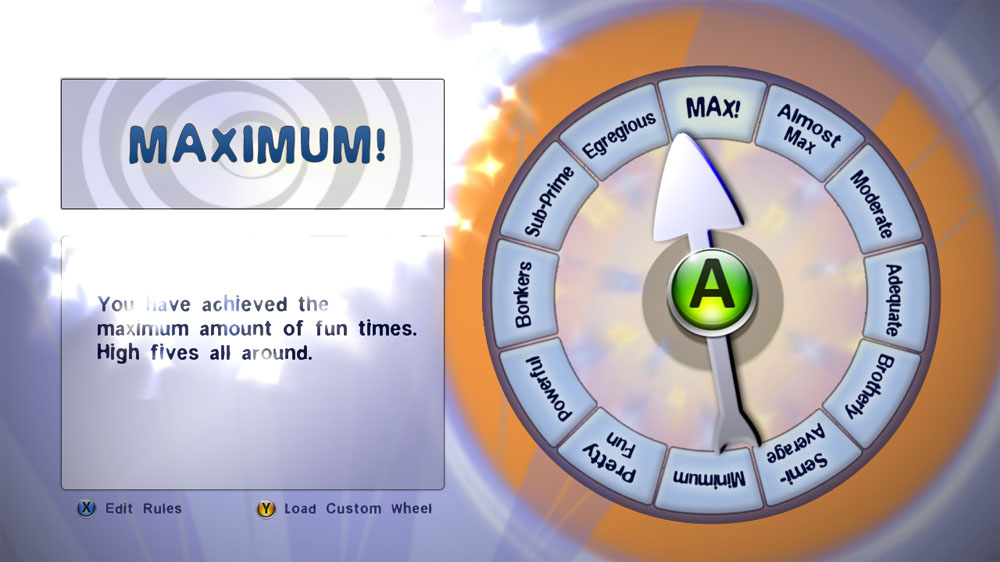 MAXIMUM!
You have achieved the
maximum amount of fun times.
High fives all around.
X Edit Rules
Y Load Custom Wheel
MAX!
Almost
Max
Moderate
Adequate
Brotherly
Semi-
Average
Minimum
Pretty
Fun
Powerful
Bonkers
Sub-Prime
Egregious
A